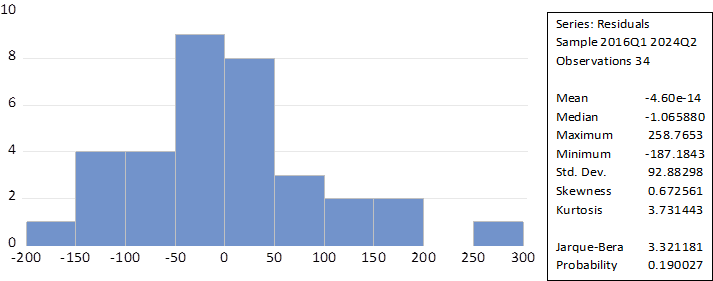 10
8
6
4
2
0
-200 -150 -100 -50 0 50 100 150 200 250 300
Series: Residuals
Sample 2016Q1 2024Q2
Observations 34
Mean -4.60e-14
Median -1.065880
Maximum 258.7653
Minimum -187.1843
Std. Dev. 92.88298
Skewness 0.672561
Kurtosis 3.731443
Jarque-Bera 3.321181
Probability 0.190027